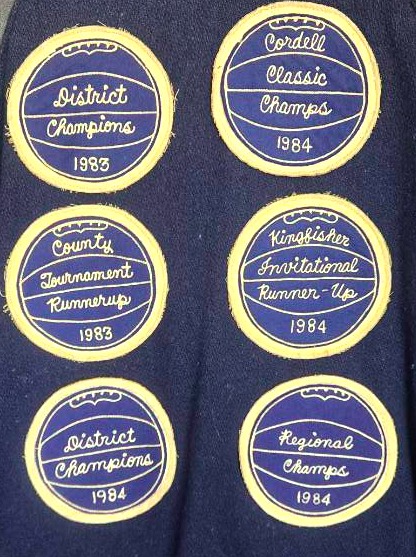 District
Champions
1983
Cordell
Classic
Champs
1984
County
Tournament
Runnerup
1983
Kingfisher
Invitational
Runner-Up
1984
District
Champions
1984
Regional
Champs
1984